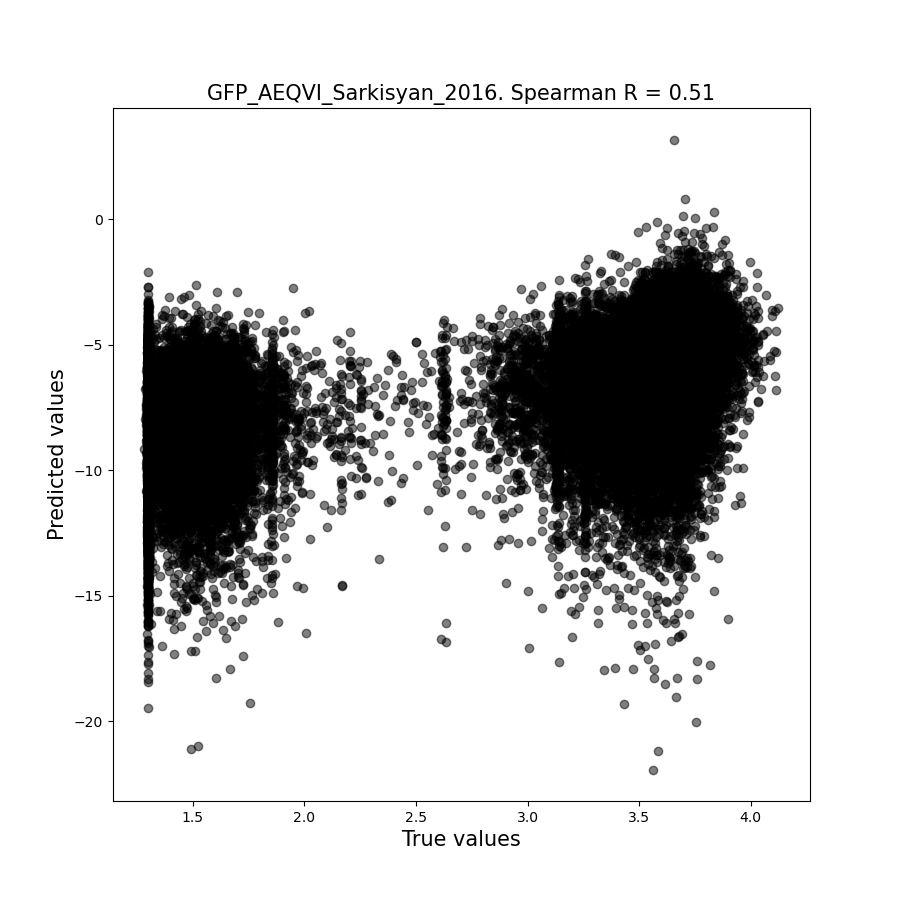 GFP_AEQVI_Sarkisyan_2016. Spearman R = 0.51
0
−5
−10
−15
−20
Predicted values
1.5 2.0 2.5 3.0 3.5 4.0
True values